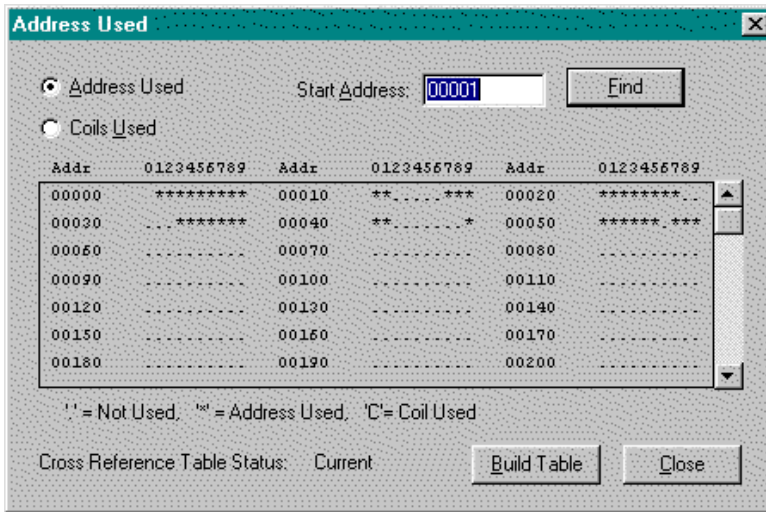 Address Used
Address Used Start Address: 00001 Find
Coils Used
Addr 0123456789 Addr 0123456789 Addr 0123456789
00000 ********* 00010 **.....*** 00020 ********..
00030 ...******* 00040 **.......* 00050 ******.***
00060 .......... 00070 .......... 00080 ..........
00090 .......... 00100 .......... 00110 ..........
00120 .......... 00130 .......... 00140 ..........
00150 .......... 00160 .......... 00170 ..........
00180 .......... 00190 .......... 00200 ..........
'.' = Not Used, '*' = Address Used, 'C'= Coil Used
Cross Reference Table Status: Current Build Table Close